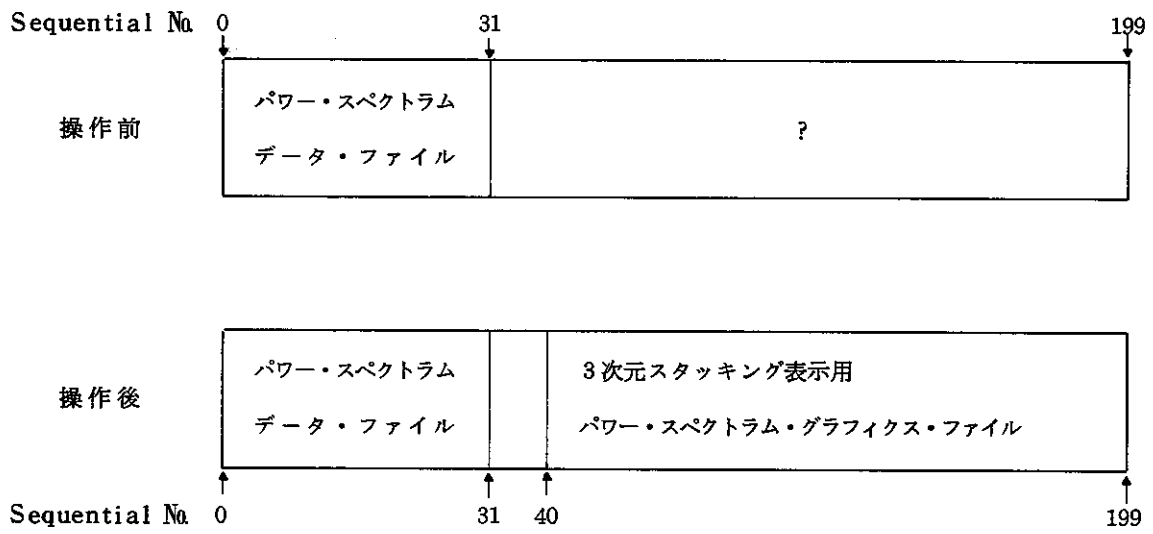 Sequential No. 0 31 199
操作前
パワー・スペクトラム
データ・ファイル
?
操作後
パワー・スペクトラム
データ・ファイル
3次元スタッキング表示用
パワー・スペクトラム・グラフィクス・ファイル
Sequential No. 0 31 40 199